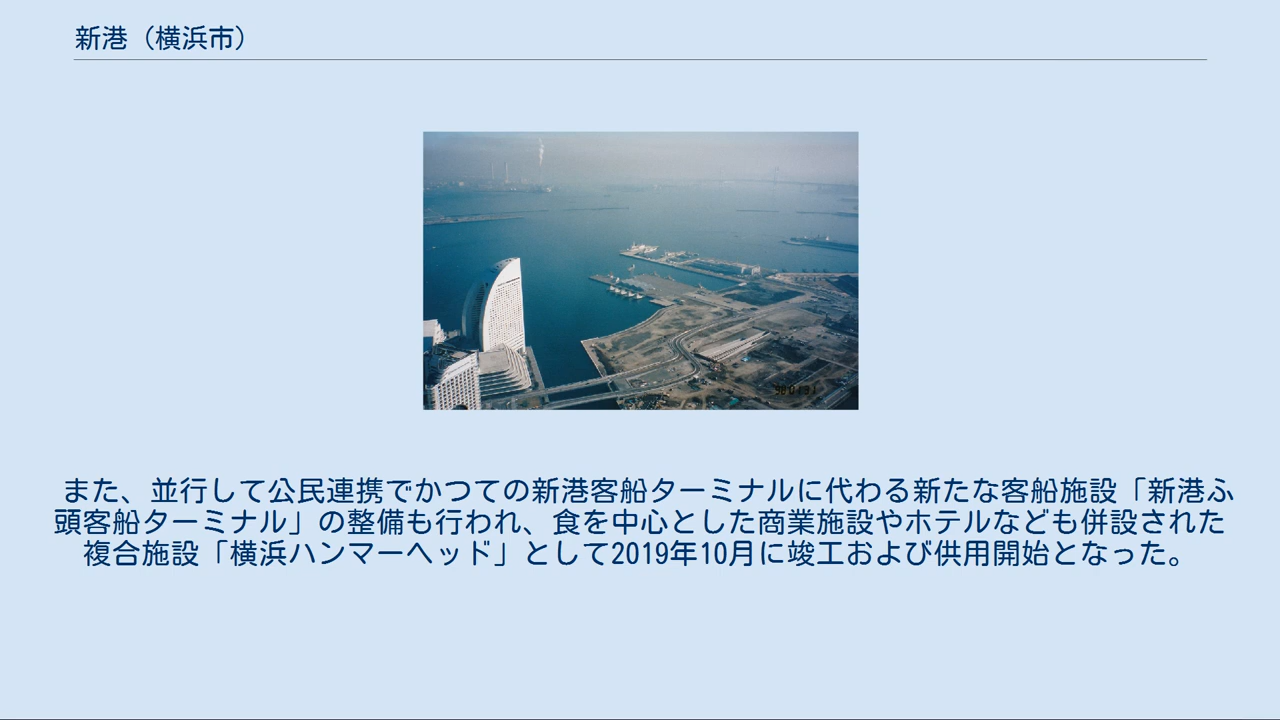 新港（横浜市）
また、並行して公民連携でかつての新港客船ターミナルに代わる新たな客船施設「新港ふ
頭客船ターミナル」の整備も行われ、食を中心とした商業施設やホテルなども併設された
複合施設「横浜ハンマーヘッド」として2019年10月に竣工および供用開始となった。